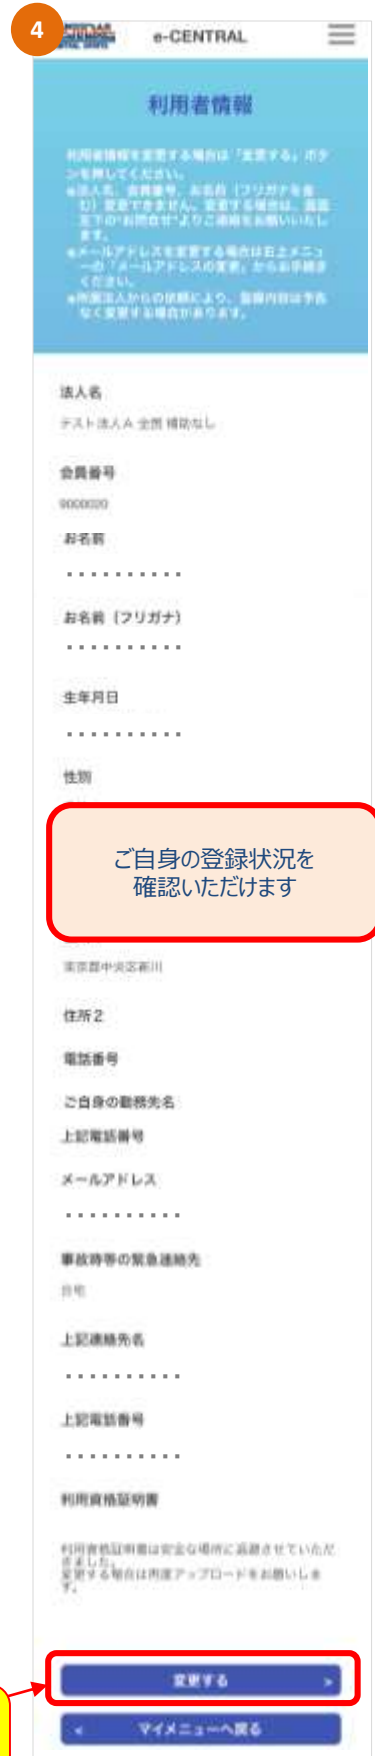 4
e-CENTRAL
利用者情報
利用者情報を変更する場合は「変更する」ボタ
ンを押してください。
●法人名、会員番号、お名前（フリガナを含
む）変更できません。変更する場合は、画面
左下の"お問合せ"よりご連絡をお願いいたし
ます。
●メールアドレスを変更する場合は右上メニュ
ーの「メールアドレスの変更」からお手続き
ください。
●所属法人からの依頼により、登録内容は予告
なく変更する場合があります。
法人名
テスト法人A 全国 補助なし
会員番号
9000020
お名前
..........
お名前（フリガナ）
..........
生年月日
..........
性別
ご自身の登録状況を
確認いただけます
東京都中央区新川
住所２
電話番号
ご自身の勤務先名
上記電話番号
メールアドレス
..........
事故時等の緊急連絡先
自宅
上記連絡先名
..........
上記電話番号
..........
利用資格証明書
利用資格証明書は安全な場所に退避させていただ
きました。
変更する場合は再度アップロードをお願いしま
す。
変更する >
< マイメニューへ戻る